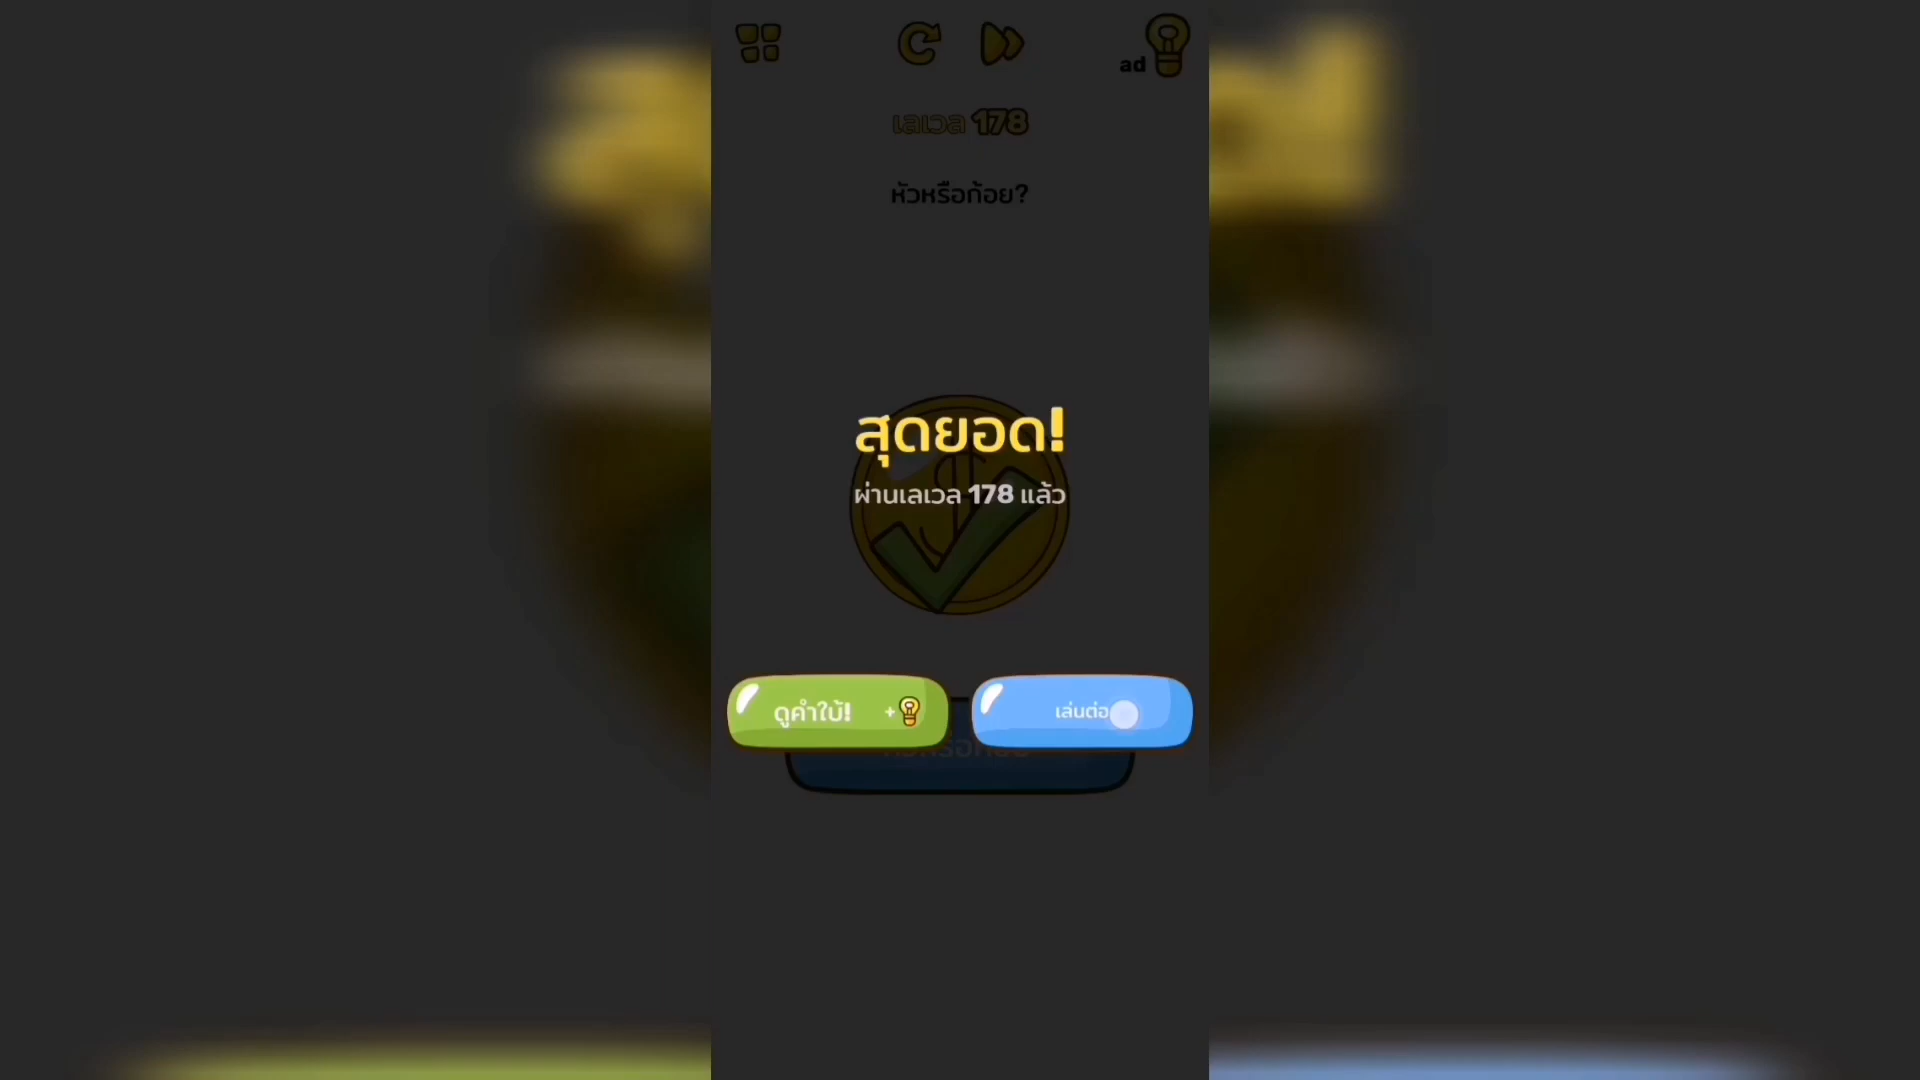 ad
เลเวล 178
หัวหรือก้อย?
สุดยอด!
ผ่านเลเวล 178 แล้ว
ดูคำใบ้! +
เล่นต่อ